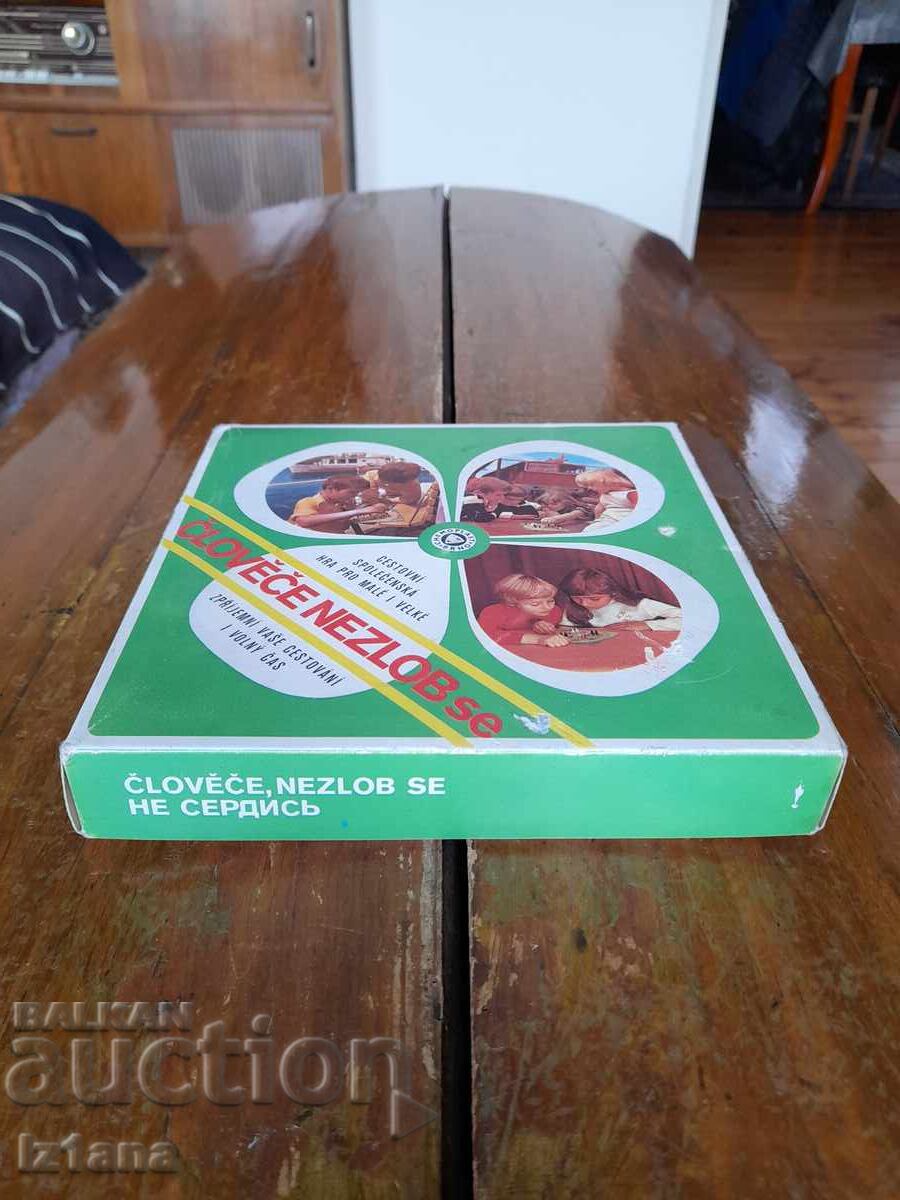 CESTOVNÍ
SPOLEČENSKÁ
HRA PRO MALÉ I VELKÉ
ČLOVĚČE NEZLOB se
ZPŘÍJEMNÍ VAŠE CESTOVÁNÍ
I VOLNÝ ČAS
ČLOVĚČE, NEZLOB SE
НЕ СЕРДИСЬ
BALKAN
auction
Iz1ana